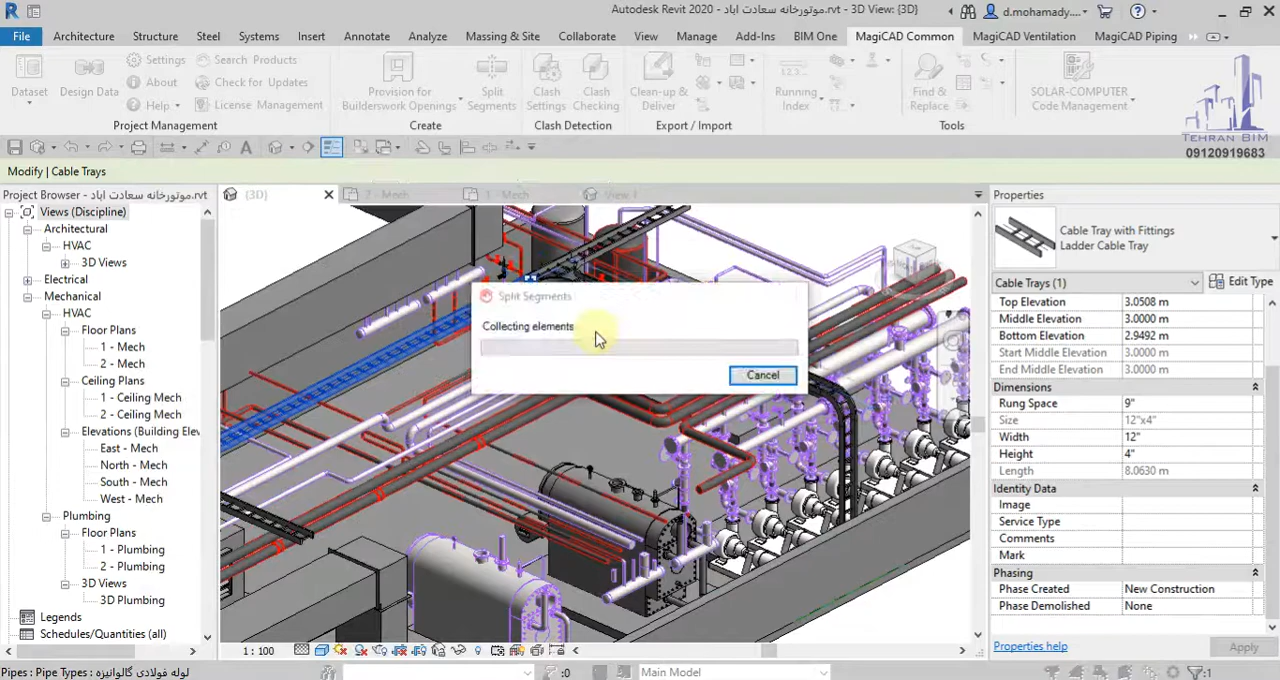 Autodesk Revit 2020 - موتورخانه سعادت اباد.rvt - 3D View: {3D}
d.mohamady....
File Architecture Structure Steel Systems Insert Annotate Analyze Massing & Site Collaborate View Manage Add-Ins BIM One MagiCAD Common MagiCAD Ventilation MagiCAD Piping
Dataset
Design Data
Settings
About
Help
Search Products
Check for Updates
License Management
Project Management
Provision for
Builderswork Openings
Split
Segments
Create
Clash
Settings
Clash
Checking
Clash Detection
Clean-up &
Deliver
Export / Import
Running
Index
Find &
Replace
Tools
SOLAR-COMPUTER
Code Management
TEHRAN BIM
09120919683
Modify | Cable Trays
Project Browser - موتورخانه سعادت اباد.rvt
Views (Discipline)
Architectural
HVAC
3D Views
Electrical
Mechanical
HVAC
Floor Plans
1 - Mech
2 - Mech
Ceiling Plans
1 - Ceiling Mech
2 - Ceiling Mech
Elevations (Building Elev
East - Mech
North - Mech
South - Mech
West - Mech
Plumbing
Floor Plans
1 - Plumbing
2 - Plumbing
3D Views
3D Plumbing
Legends
Schedules/Quantities (all)
{3D}
2 - Mech
1 - Mech
View 1
Split Segments
Collecting elements
Cancel
1 : 100
Properties
Cable Tray with Fittings
Ladder Cable Tray
Cable Trays (1)
Edit Type
Top Elevation 3.0508 m
Middle Elevation 3.0000 m
Bottom Elevation 2.9492 m
Start Middle Elevation 3.0000 m
End Middle Elevation 3.0000 m
Dimensions
Rung Space 9"
Size 12"x4"
Width 12"
Height 4"
Length 8.0630 m
Identity Data
Image
Service Type
Comments
Mark
Phasing
Phase Created New Construction
Phase Demolished None
Properties help
Apply
Pipes : Pipe Types : لوله فولادی گالوانیزه
:0
Main Model
:1